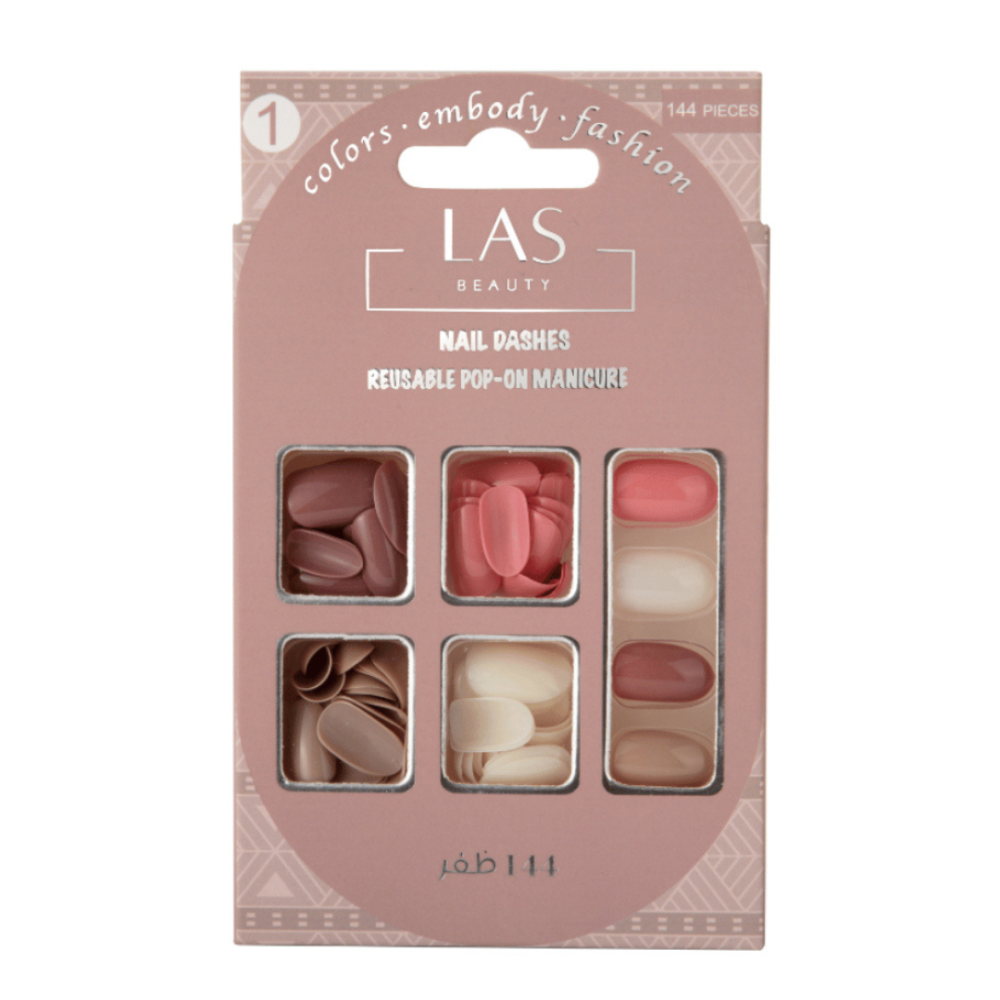 1
144 PIECES
colors · embody · fashion
LAS
BEAUTY
NAIL DASHES
REUSABLE POP-ON MANICURE
١٤٤ ظفر